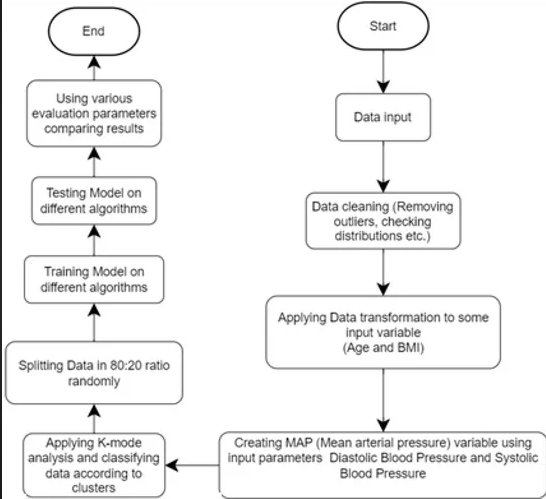 Start
Data input
Data cleaning (Removing
outliers, checking
distributions etc.)
Applying Data transformation to some
input variable
(Age and BMI)
Creating MAP (Mean arterial pressure) variable using
input parameters Diastolic Blood Pressure and Systolic
Blood Pressure
Applying K-mode
analysis and classifying
data according to
clusters
Splitting Data in 80:20 ratio
randomly
Training Model on
different algorithms
Testing Model on
different algorithms
Using various
evaluation parameters
comparing results
End